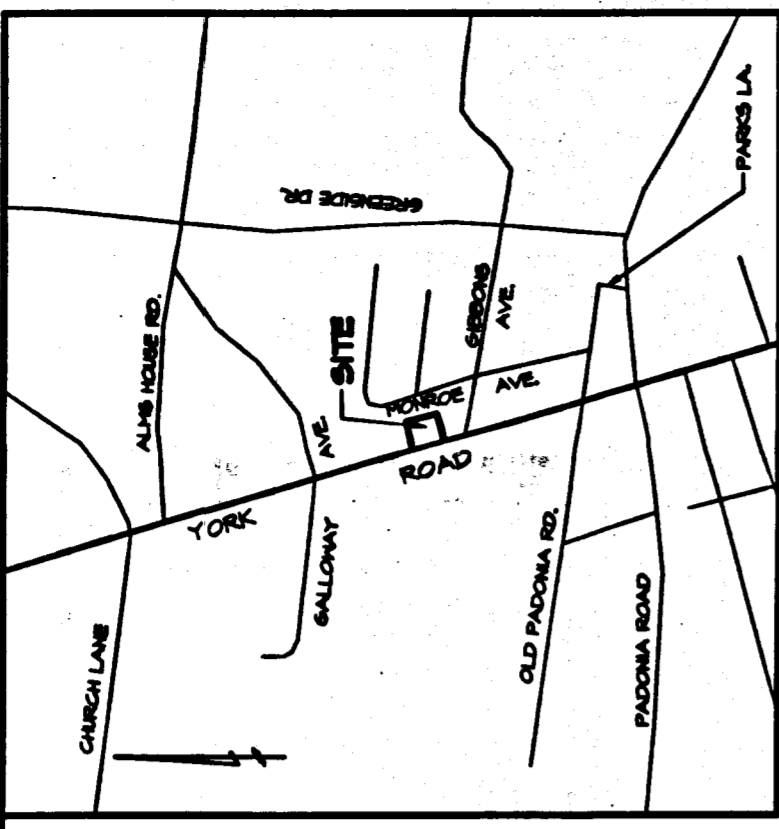 GREENSIDE DR.
ALMS HOUSE RD.
SITE
GIBBONS
AVE.
PARKS LA.
MONROE
AVE.
AVE.
ROAD
YORK
GALLOWAY
CHURCH LANE
OLD PADONIA RD.
PADONIA ROAD